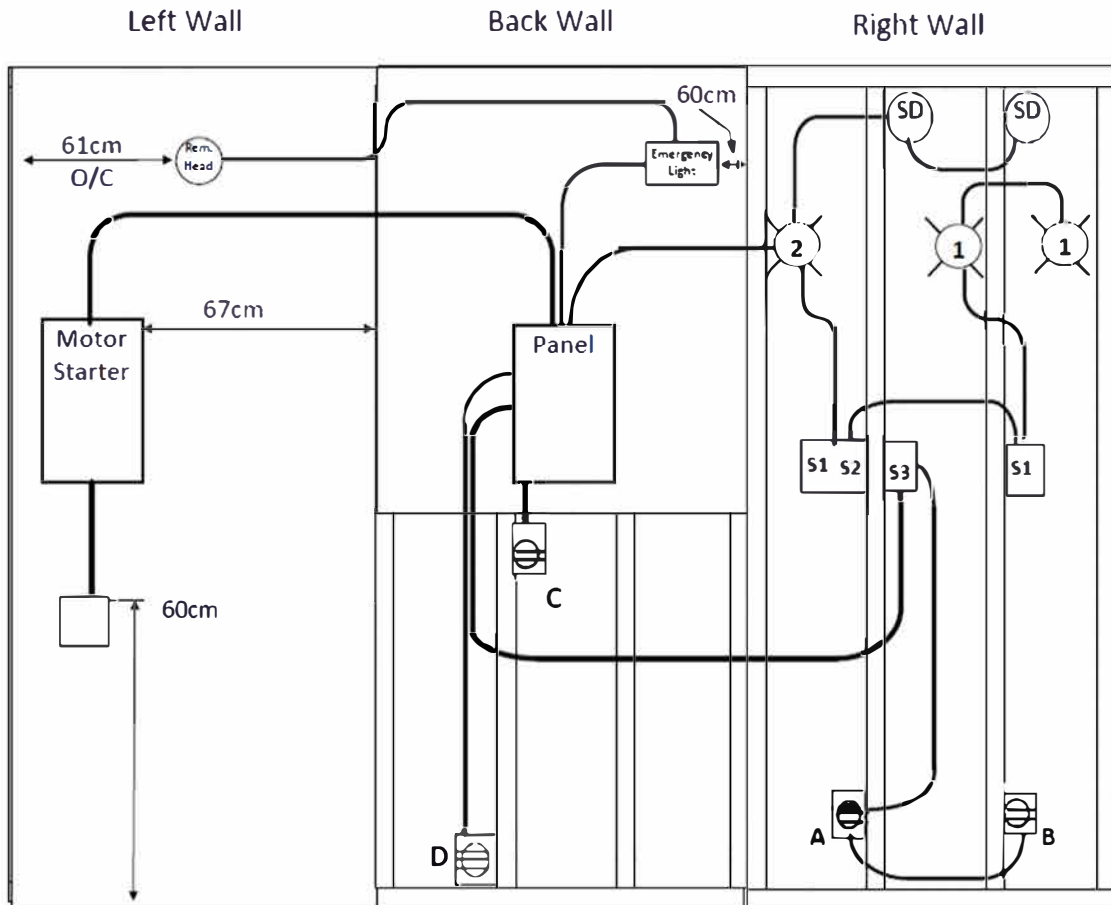 Left Wall
Back Wall
Right Wall
60cm
SD
SD
61cm
O/C
Rem.
Head
Emergency
Light
2
1
1
67cm
Motor
Starter
Panel
S1
S2
S3
S1
60cm
C
D
A
B